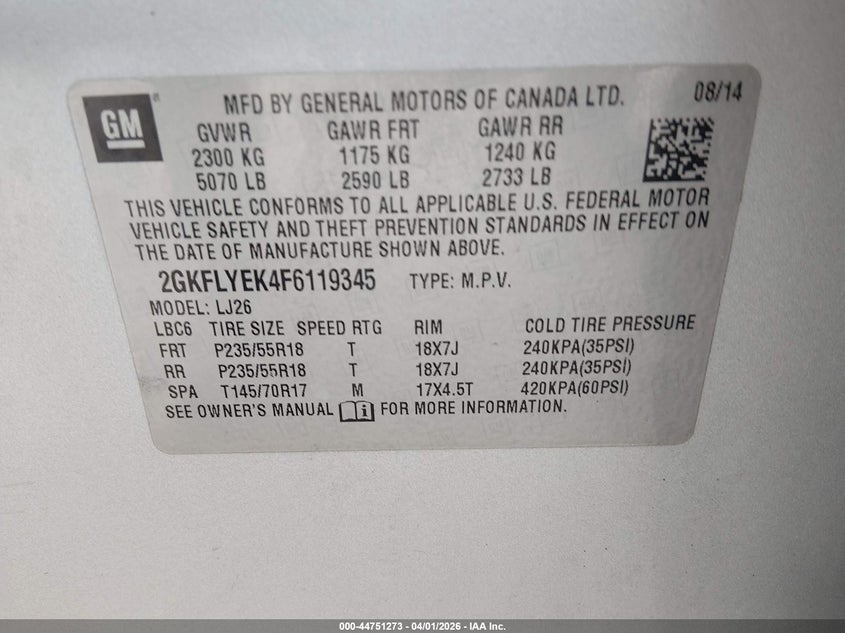 GM
MFD BY GENERAL MOTORS OF CANADA LTD. 08/14
GVWR GAWR FRT GAWR RR
2300 KG 1175 KG 1240 KG
5070 LB 2590 LB 2733 LB
THIS VEHICLE CONFORMS TO ALL APPLICABLE U.S. FEDERAL MOTOR
VEHICLE SAFETY AND THEFT PREVENTION STANDARDS IN EFFECT ON
THE DATE OF MANUFACTURE SHOWN ABOVE.
2GKFLYEK4F6119345 TYPE: M.P.V.
MODEL: LJ26
LBC6 TIRE SIZE SPEED RTG RIM COLD TIRE PRESSURE
FRT P235/55R18 T 18X7J 240KPA(35PSI)
RR P235/55R18 T 18X7J 240KPA(35PSI)
SPA T145/70R17 M 17X4.5T 420KPA(60PSI)
SEE OWNER'S MANUAL i FOR MORE INFORMATION.
000-44751273 - 04/01/2026 - IAA Inc.